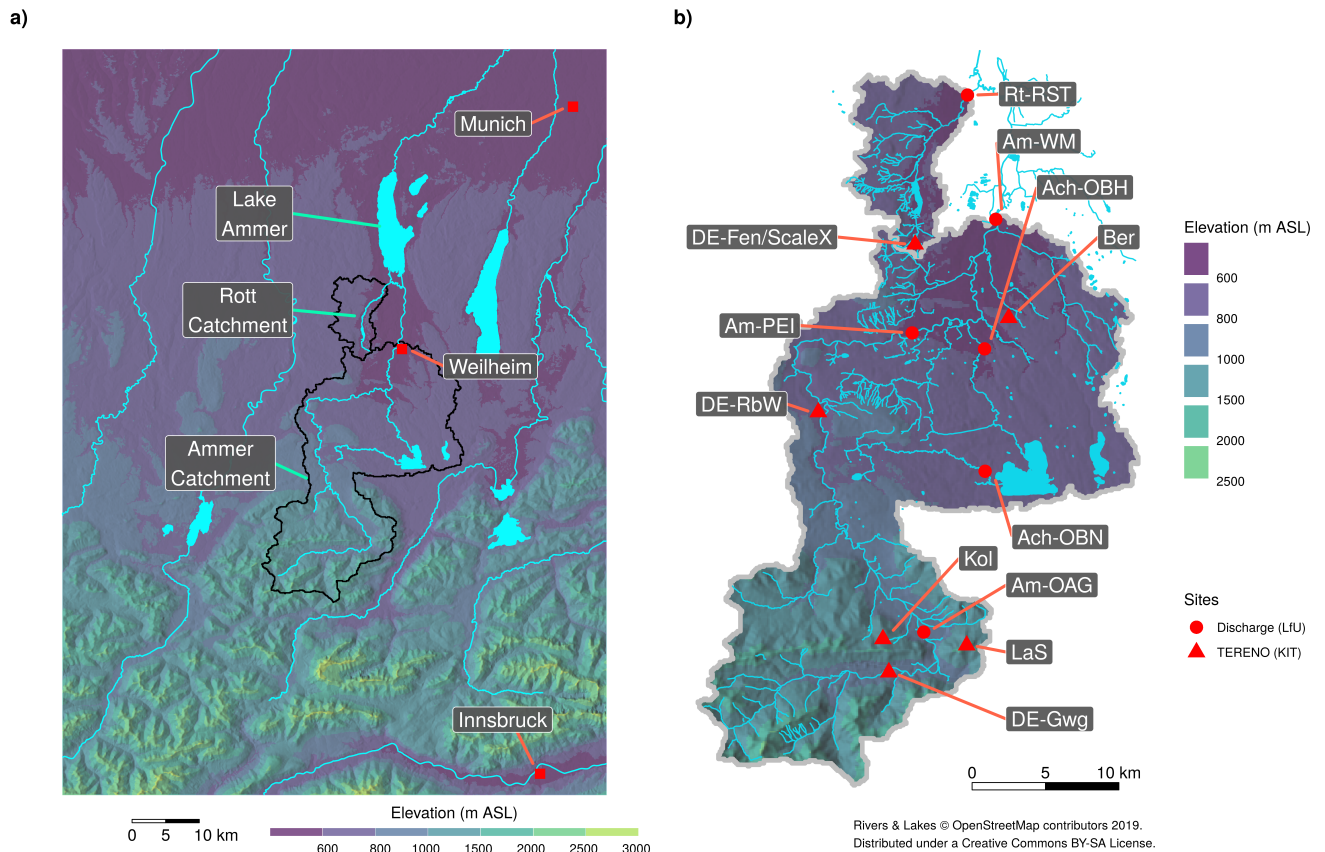 a)
Munich
Lake
Ammer
Rott
Catchment
Weilheim
Ammer
Catchment
Innsbruck
0 5 10 km
Elevation (m ASL)
600 800 1000 1500 2000 2500 3000
b)
Rt-RST
Am-WM
Ach-OBH
DE-Fen/ScaleX
Ber
Am-PEI
DE-RbW
Ach-OBN
Kol
Am-OAG
LaS
DE-Gwg
0 5 10 km
Rivers & Lakes © OpenStreetMap contributors 2019.
Distributed under a Creative Commons BY-SA License.
Elevation (m ASL)
600
800
1000
1500
2000
2500
Sites
Discharge (LfU)
TERENO (KIT)